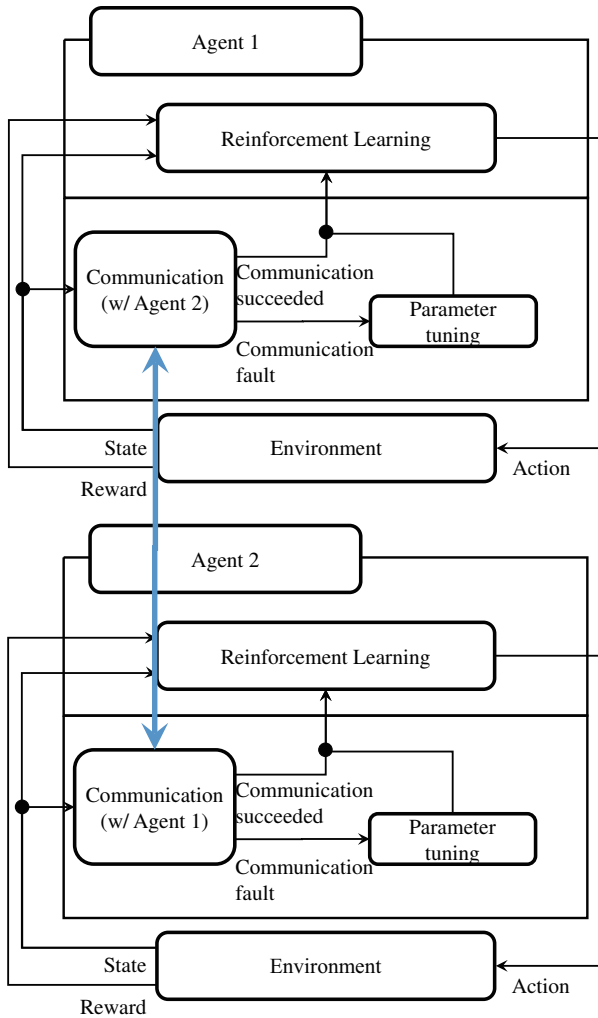 Agent 1
Reinforcement Learning
Communication
(w/ Agent 2)
Communication
succeeded
Communication
fault
Parameter
tuning
State
Reward
Environment
Action
Agent 2
Reinforcement Learning
Communication
(w/ Agent 1)
Communication
succeeded
Communication
fault
Parameter
tuning
State
Reward
Environment
Action